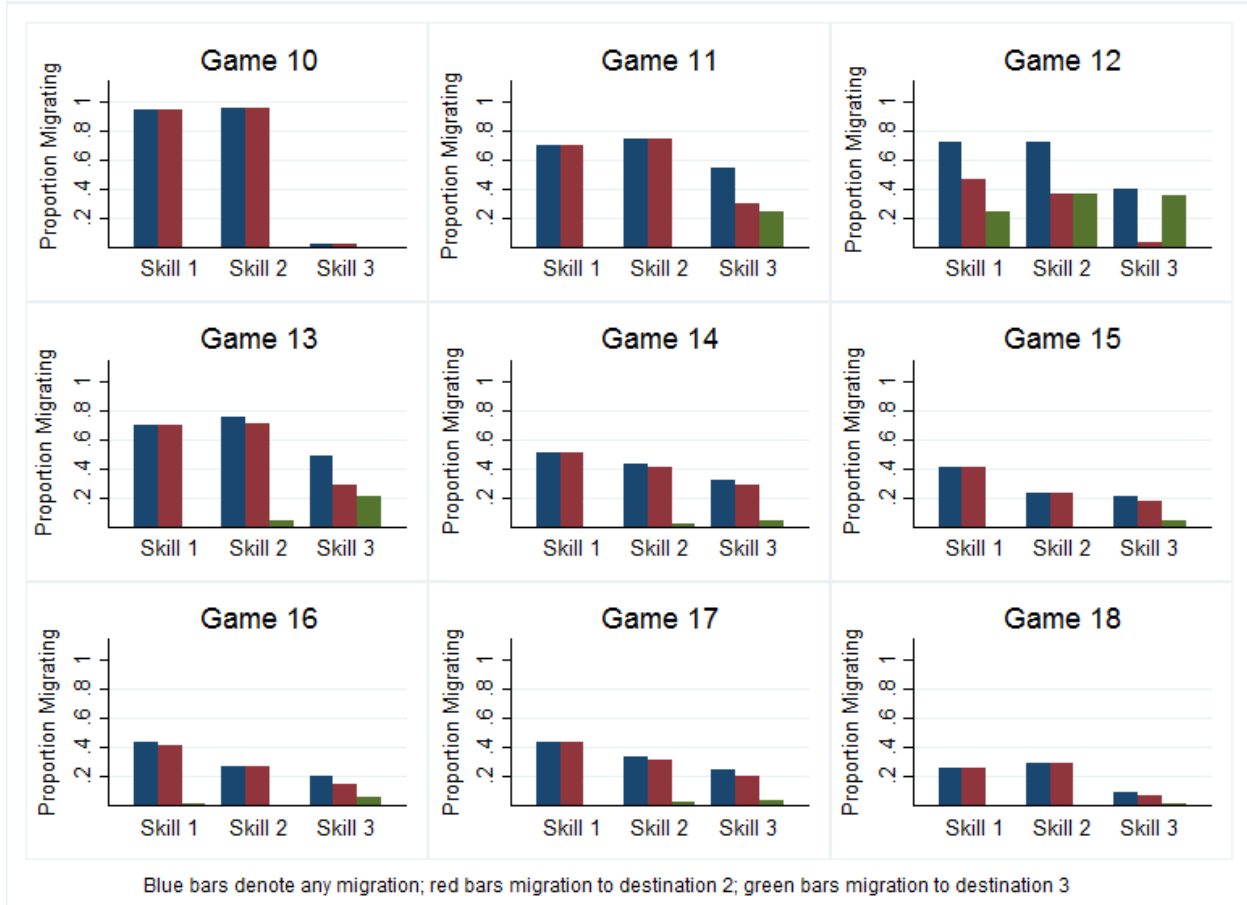 Game 10
Proportion Migrating
1
.8
.6
.4
.2
Skill 1 Skill 2 Skill 3
Game 11
Proportion Migrating
1
.8
.6
.4
.2
Skill 1 Skill 2 Skill 3
Game 12
Proportion Migrating
1
.8
.6
.4
.2
Skill 1 Skill 2 Skill 3
Game 13
Proportion Migrating
1
.8
.6
.4
.2
Skill 1 Skill 2 Skill 3
Game 14
Proportion Migrating
1
.8
.6
.4
.2
Skill 1 Skill 2 Skill 3
Game 15
Proportion Migrating
1
.8
.6
.4
.2
Skill 1 Skill 2 Skill 3
Game 16
Proportion Migrating
1
.8
.6
.4
.2
Skill 1 Skill 2 Skill 3
Game 17
Proportion Migrating
1
.8
.6
.4
.2
Skill 1 Skill 2 Skill 3
Game 18
Proportion Migrating
1
.8
.6
.4
.2
Skill 1 Skill 2 Skill 3
Blue bars denote any migration; red bars migration to destination 2; green bars migration to destination 3